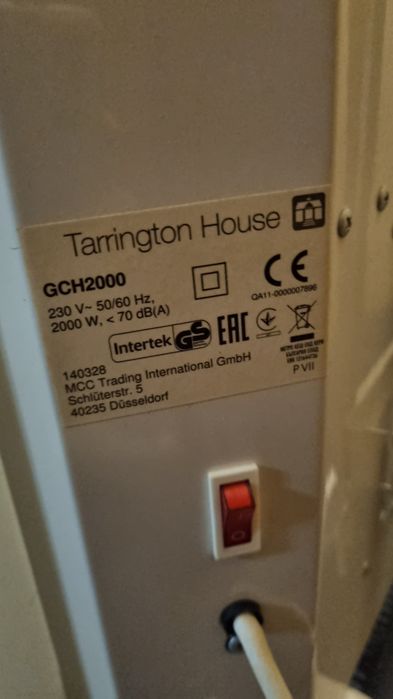 Tarrington House
GCH2000
230 V~ 50/60 Hz,
2000 W, < 70 dB(A)
CE
QA11-0000007896
Intertek GS
EAC
140328
MCC Trading International GmbH
Schlüterstr. 5
40235 Düsseldorf
P VII